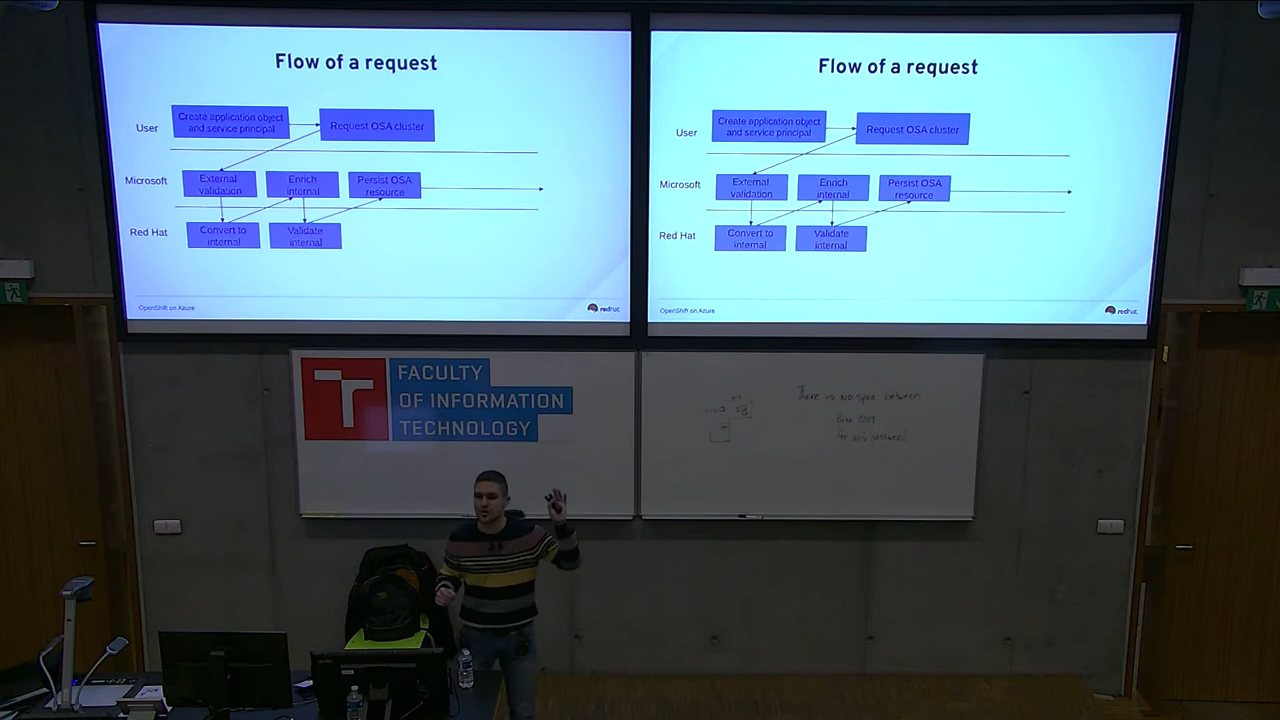 Flow of a request
User
Create application object
and service principal
Request OSA cluster
Microsoft
External
validation
Enrich
internal
Persist OSA
resource
Red Hat
Convert to
internal
Validate
internal
OpenShift on Azure
redhat
Flow of a request
User
Create application object
and service principal
Request OSA cluster
Microsoft
External
validation
Enrich
internal
Persist OSA
resource
Red Hat
Convert to
internal
Validate
internal
OpenShift on Azure
redhat
FACULTY
OF INFORMATION
TECHNOLOGY
There is no space between
for wifi password